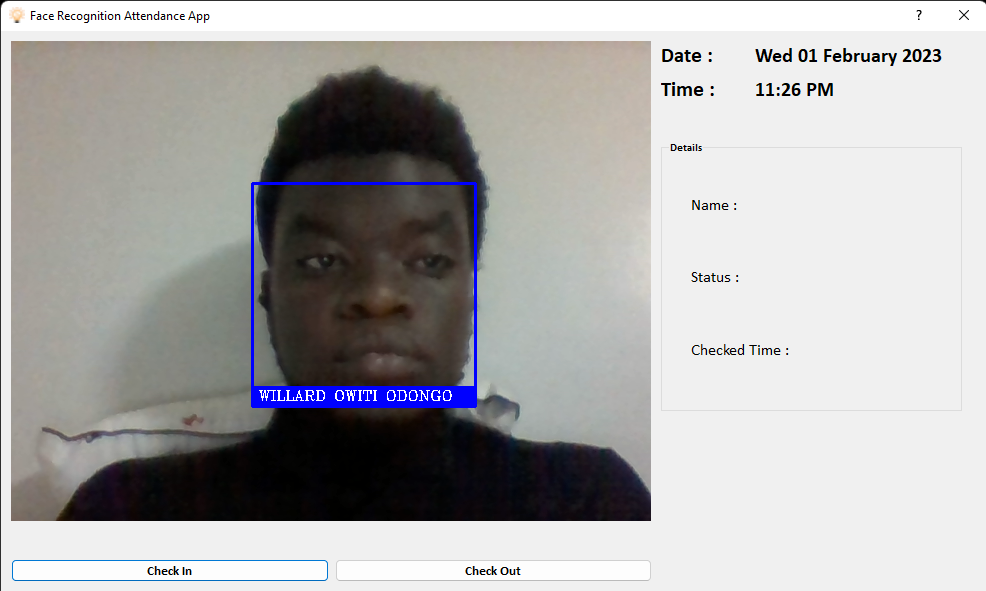 Face Recognition Attendance App
?
Date : Wed 01 February 2023
Time : 11:26 PM
Details
Name :
Status :
Checked Time :
WILLARD OWITI ODONGO
Check In Check Out